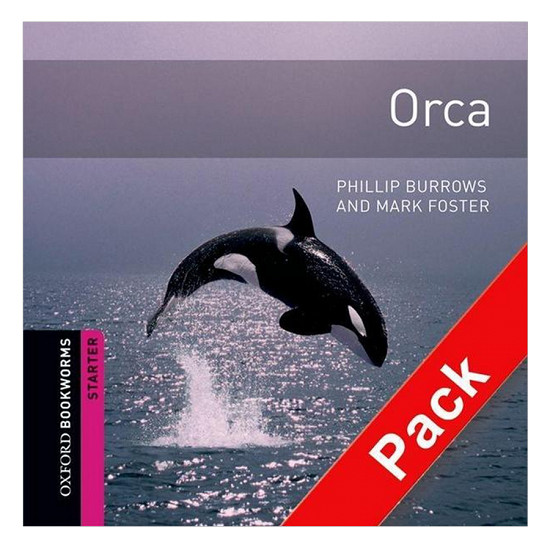 Orca
PHILLIP BURROWS
AND MARK FOSTER
OXFORD BOOKWORMS
STARTER
Pack